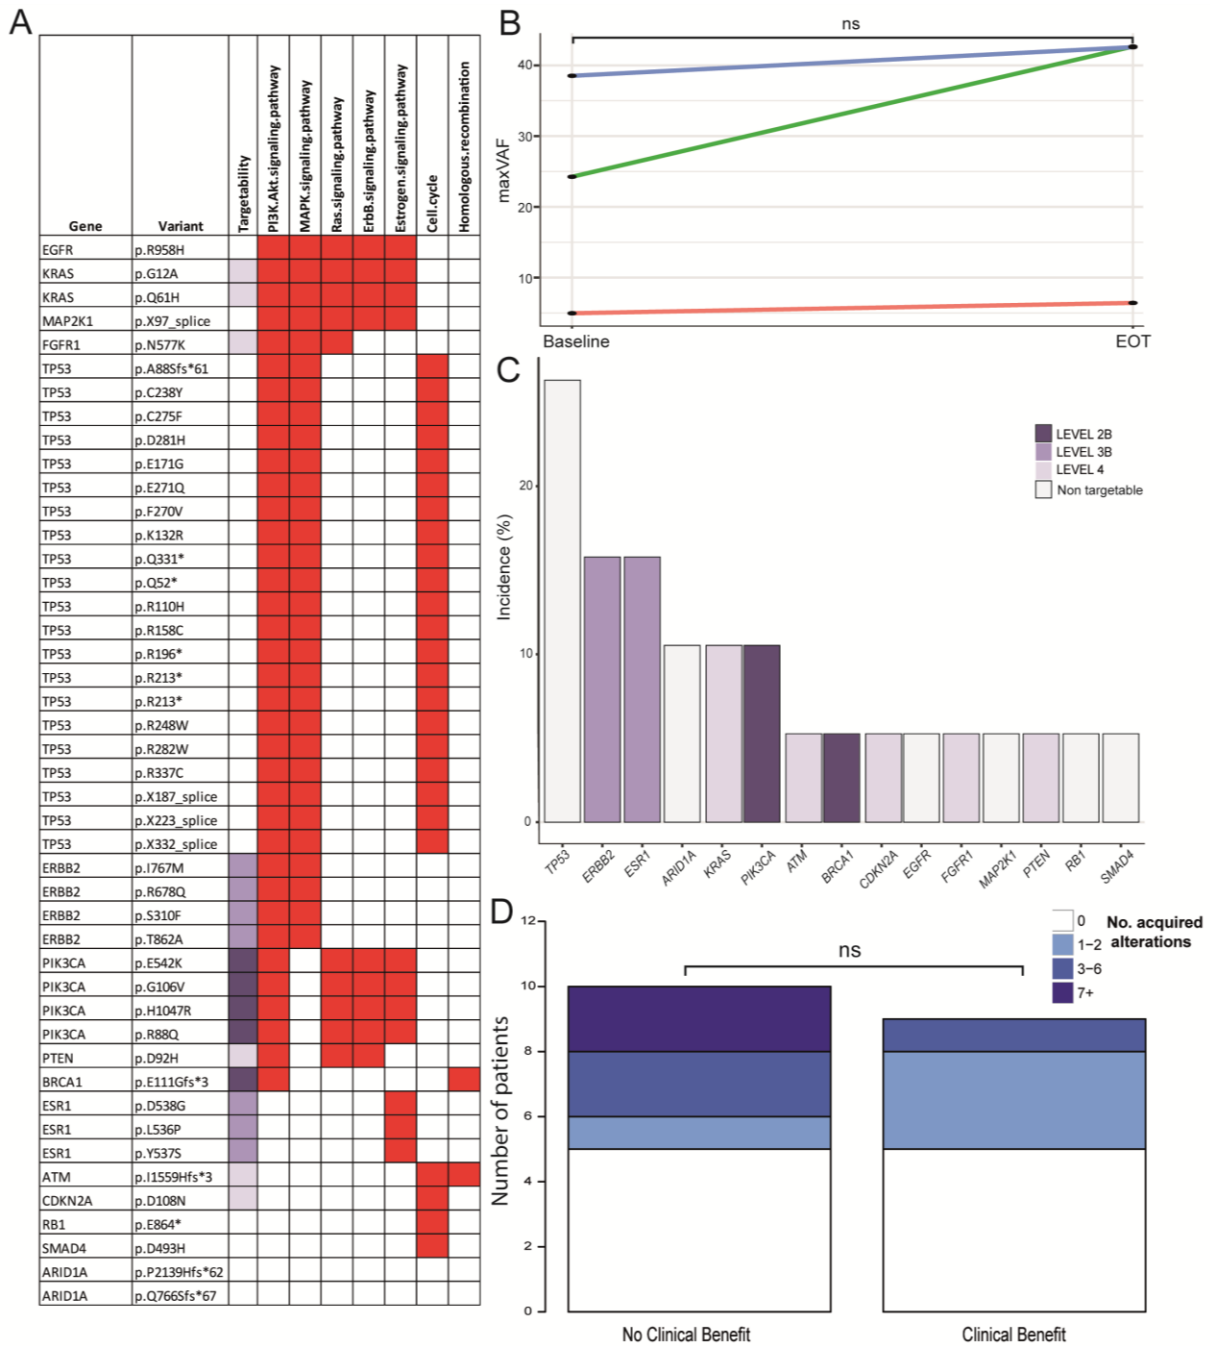 A
Gene Variant Targetability PI3K.Akt.signaling.pathway MAPK.signaling.pathway Ras.signaling.pathway ErbB.signaling.pathway Estrogen.signaling.pathway Cell.cycle Homologous.recombination
EGFR p.R958H
KRAS p.G12A
KRAS p.Q61H
MAP2K1 p.X97_splice
FGFR1 p.N577K
TP53 p.A88Sfs*61
TP53 p.C238Y
TP53 p.C275F
TP53 p.D281H
TP53 p.E171G
TP53 p.E271Q
TP53 p.F270V
TP53 p.K132R
TP53 p.Q331*
TP53 p.Q52*
TP53 p.R110H
TP53 p.R158C
TP53 p.R196*
TP53 p.R213*
TP53 p.R213*
TP53 p.R248W
TP53 p.R282W
TP53 p.R337C
TP53 p.X187_splice
TP53 p.X223_splice
TP53 p.X332_splice
ERBB2 p.I767M
ERBB2 p.R678Q
ERBB2 p.S310F
ERBB2 p.T862A
PIK3CA p.E542K
PIK3CA p.G106V
PIK3CA p.H1047R
PIK3CA p.R88Q
PTEN p.D92H
BRCA1 p.E111Gfs*3
ESR1 p.D538G
ESR1 p.L536P
ESR1 p.Y537S
ATM p.I1559Hfs*3
CDKN2A p.D108N
RB1 p.E864*
SMAD4 p.D493H
ARID1A p.P2139Hfs*62
ARID1A p.Q766Sfs*67
B
ns
maxVAF
40
30
20
10
Baseline EOT
C
Incidence (%)
20
10
0
LEVEL 2B
LEVEL 3B
LEVEL 4
Non targetable
TP53 ERBB2 ESR1 ARID1A KRAS PIK3CA ATM BRCA1 CDKN2A EGFR FGFR1 MAP2K1 PTEN RB1 SMAD4
D
Number of patients
12
10
8
6
4
2
0
ns
0 No. acquired
1−2 alterations
3−6
7+
No Clinical Benefit Clinical Benefit